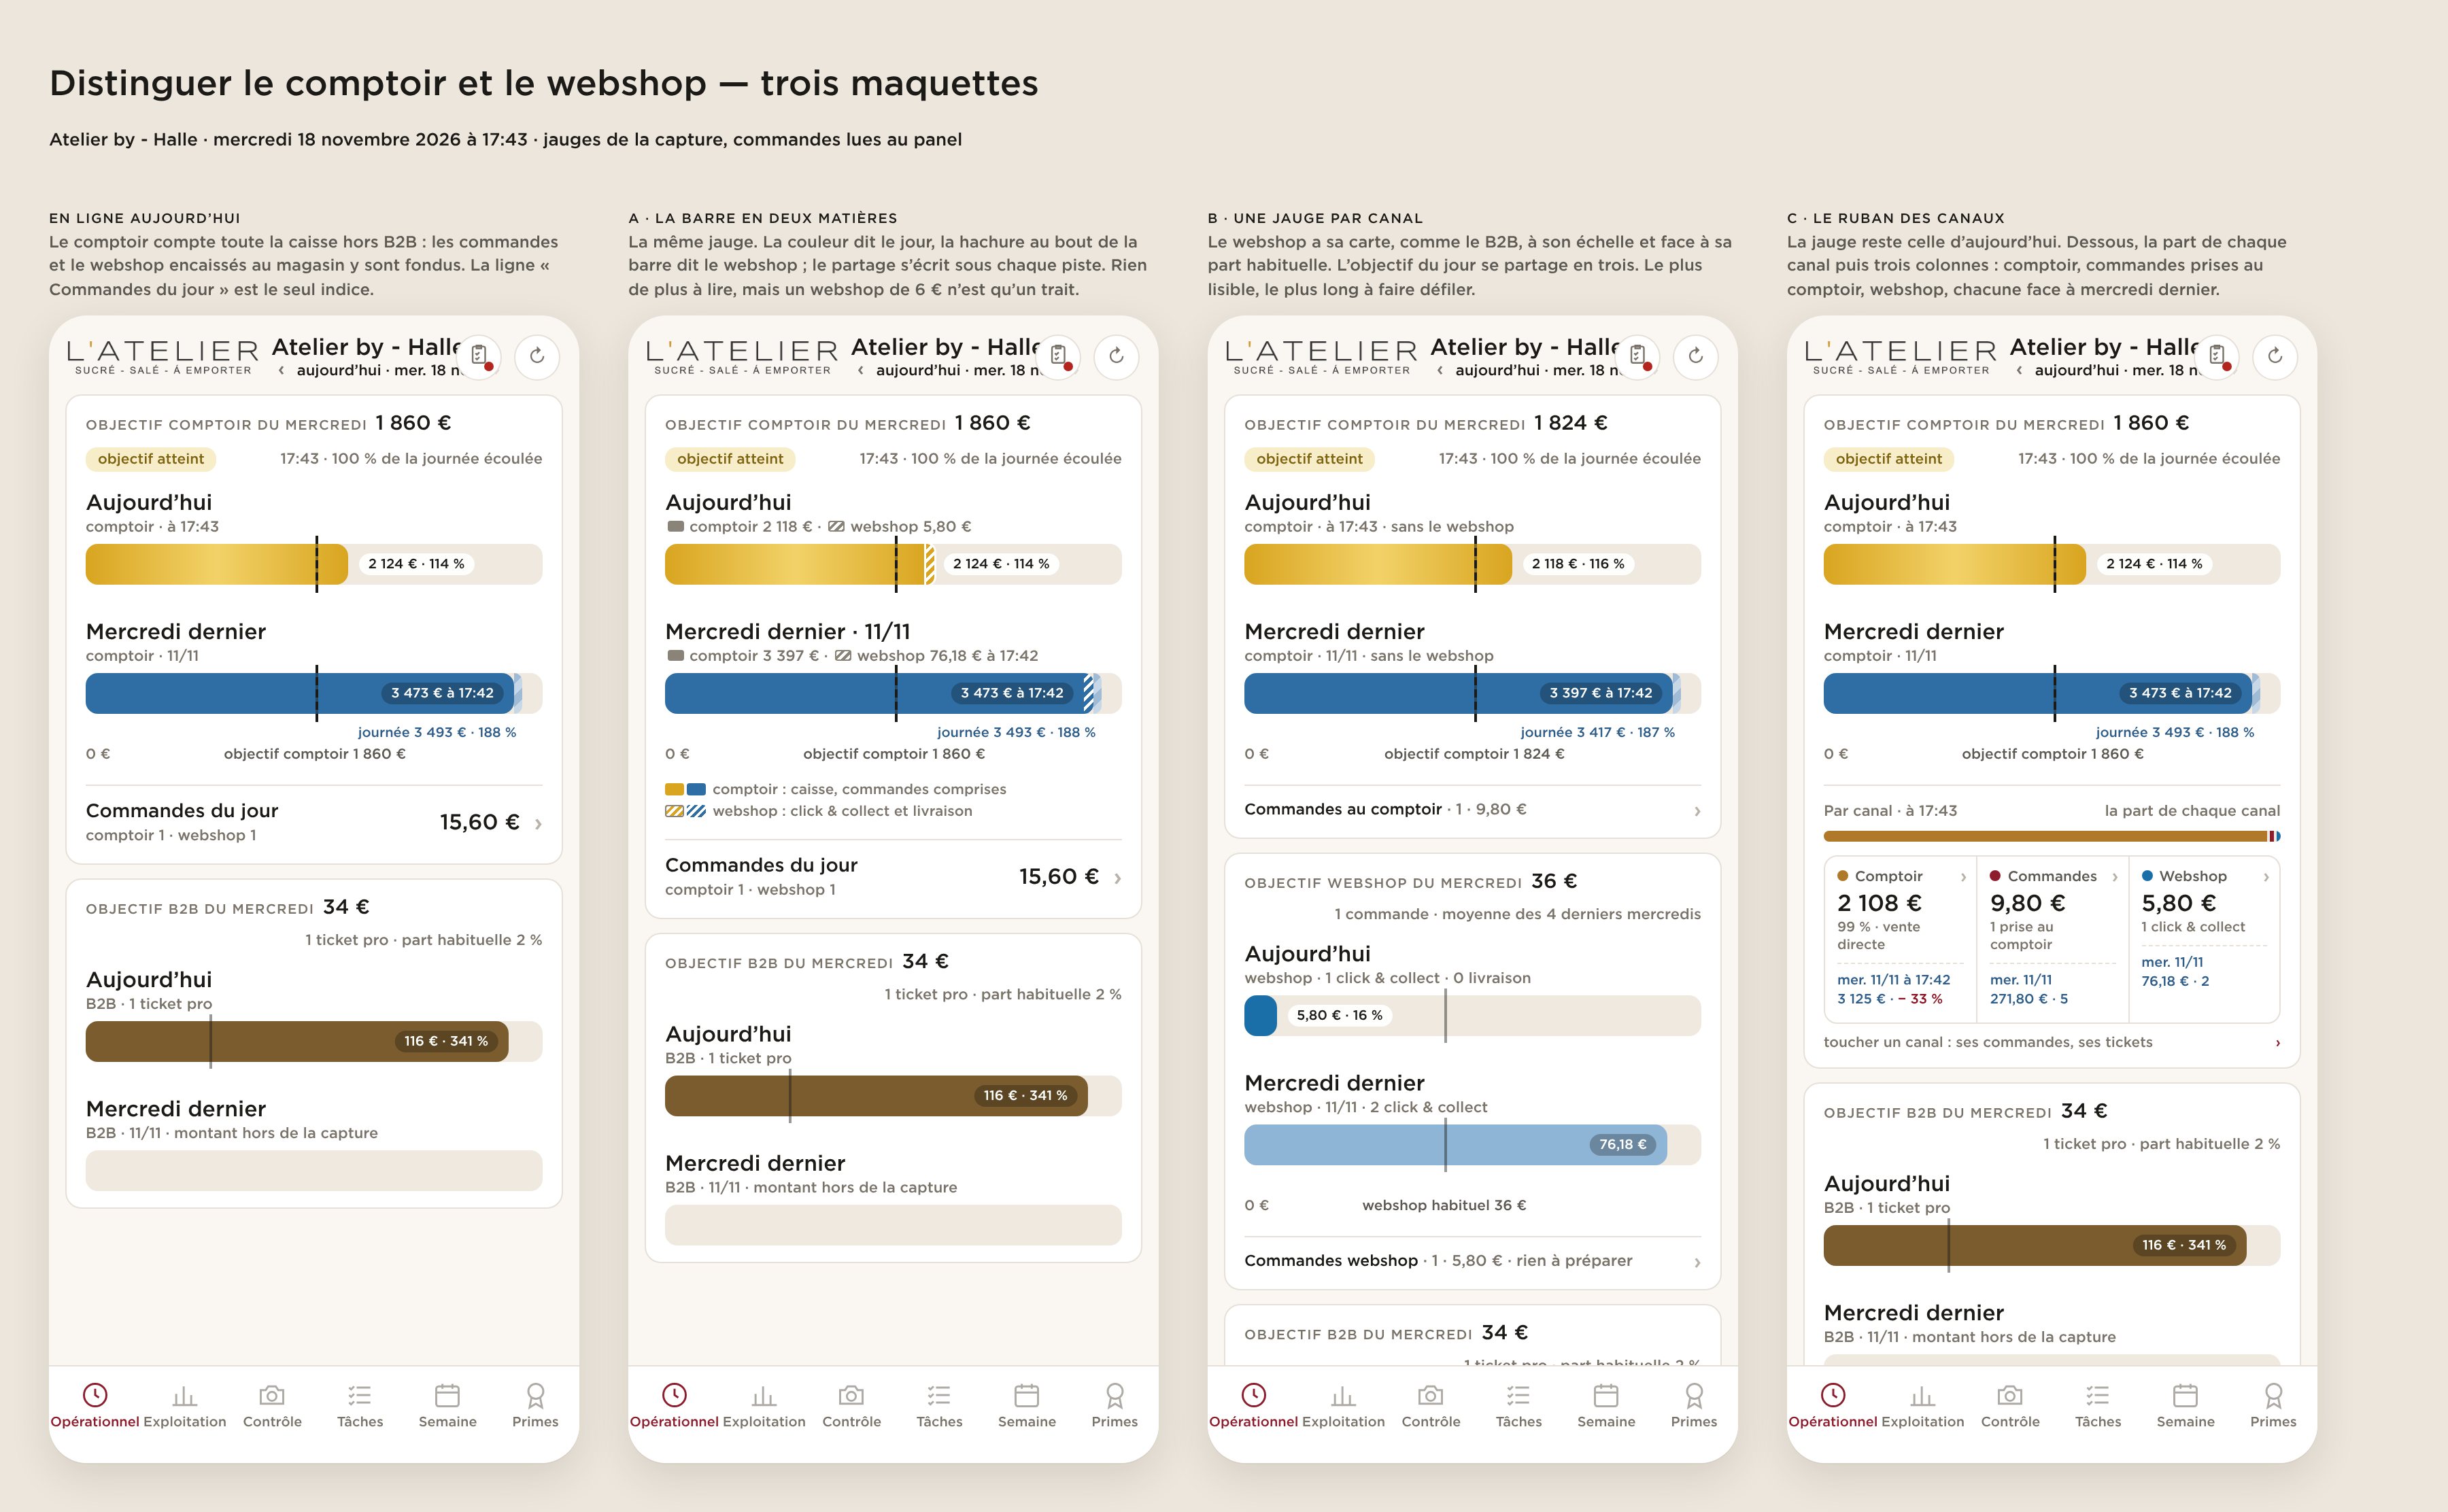 Distinguer le comptoir et le webshop — trois maquettes
Atelier by - Halle · mercredi 18 novembre 2026 à 17:43 · jauges de la capture, commandes lues au panel
EN LIGNE AUJOURD’HUI
Le comptoir compte toute la caisse hors B2B : les commandes
et le webshop encaissés au magasin y sont fondus. La ligne «
Commandes du jour » est le seul indice.
L'ATELIER
SUCRÉ - SALÉ - À EMPORTER
Atelier by - Halle
‹ aujourd’hui · mer. 18
OBJECTIF COMPTOIR DU MERCREDI 1 860 €
objectif atteint
17:43 · 100 % de la journée écoulée
Aujourd’hui
comptoir · à 17:43
2 124 € · 114 %
Mercredi dernier
comptoir · 11/11
3 473 € à 17:42
journée 3 493 € · 188 %
0 €
objectif comptoir 1 860 €
Commandes du jour
comptoir 1 · webshop 1
15,60 € ›
OBJECTIF B2B DU MERCREDI 34 €
1 ticket pro · part habituelle 2 %
Aujourd’hui
B2B · 1 ticket pro
116 € · 341 %
Mercredi dernier
B2B · 11/11 · montant hors de la capture
Opérationnel
Exploitation
Contrôle
Tâches
Semaine
Primes
A · LA BARRE EN DEUX MATIÈRES
La même jauge. La couleur dit le jour, la hachure au bout de la
barre dit le webshop ; le partage s’écrit sous chaque piste. Rien
de plus à lire, mais un webshop de 6 € n’est qu’un trait.
L'ATELIER
SUCRÉ - SALÉ - À EMPORTER
Atelier by - Halle
‹ aujourd’hui · mer. 18
OBJECTIF COMPTOIR DU MERCREDI 1 860 €
objectif atteint
17:43 · 100 % de la journée écoulée
Aujourd’hui
comptoir 2 118 € · webshop 5,80 €
2 124 € · 114 %
Mercredi dernier · 11/11
comptoir 3 397 € · webshop 76,18 € à 17:42
3 473 € à 17:42
journée 3 493 € · 188 %
0 €
objectif comptoir 1 860 €
comptoir : caisse, commandes comprises
webshop : click & collect et livraison
Commandes du jour
comptoir 1 · webshop 1
15,60 € ›
OBJECTIF B2B DU MERCREDI 34 €
1 ticket pro · part habituelle 2 %
Aujourd’hui
B2B · 1 ticket pro
116 € · 341 %
Mercredi dernier
B2B · 11/11 · montant hors de la capture
Opérationnel
Exploitation
Contrôle
Tâches
Semaine
Primes
B · UNE JAUGE PAR CANAL
Le webshop a sa carte, comme le B2B, à son échelle et face à sa
part habituelle. L’objectif du jour se partage en trois. Le plus
lisible, le plus long à faire défiler.
L'ATELIER
SUCRÉ - SALÉ - À EMPORTER
Atelier by - Halle
‹ aujourd’hui · mer. 18
OBJECTIF COMPTOIR DU MERCREDI 1 824 €
objectif atteint
17:43 · 100 % de la journée écoulée
Aujourd’hui
comptoir · à 17:43 · sans le webshop
2 118 € · 116 %
Mercredi dernier
comptoir · 11/11 · sans le webshop
3 397 € à 17:42
journée 3 417 € · 187 %
0 €
objectif comptoir 1 824 €
Commandes au comptoir · 1 · 9,80 € ›
OBJECTIF WEBSHOP DU MERCREDI 36 €
1 commande · moyenne des 4 derniers mercredis
Aujourd’hui
webshop · 1 click & collect · 0 livraison
5,80 € · 16 %
Mercredi dernier
webshop · 11/11 · 2 click & collect
76,18 €
0 €
webshop habituel 36 €
Commandes webshop · 1 · 5,80 € · rien à préparer ›
OBJECTIF B2B DU MERCREDI 34 €
1 ticket pro · part habituelle 2 %
Opérationnel
Exploitation
Contrôle
Tâches
Semaine
Primes
C · LE RUBAN DES CANAUX
La jauge reste celle d’aujourd’hui. Dessous, la part de chaque
canal puis trois colonnes : comptoir, commandes prises au
comptoir, webshop, chacune face à mercredi dernier.
L'ATELIER
SUCRÉ - SALÉ - À EMPORTER
Atelier by - Halle
‹ aujourd’hui · mer. 18
OBJECTIF COMPTOIR DU MERCREDI 1 860 €
objectif atteint
17:43 · 100 % de la journée écoulée
Aujourd’hui
comptoir · à 17:43
2 124 € · 114 %
Mercredi dernier
comptoir · 11/11
3 473 € à 17:42
journée 3 493 € · 188 %
0 €
objectif comptoir 1 860 €
Par canal · à 17:43
la part de chaque canal
Comptoir ›
2 108 €
99 % · vente
directe
mer. 11/11 à 17:42
3 125 € · − 33 %
Commandes ›
9,80 €
1 prise au
comptoir
mer. 11/11
271,80 € · 5
Webshop ›
5,80 €
1 click & collect
mer. 11/11
76,18 € · 2
toucher un canal : ses commandes, ses tickets ›
OBJECTIF B2B DU MERCREDI 34 €
1 ticket pro · part habituelle 2 %
Aujourd’hui
B2B · 1 ticket pro
116 € · 341 %
Mercredi dernier
B2B · 11/11 · montant hors de la capture
Opérationnel
Exploitation
Contrôle
Tâches
Semaine
Primes